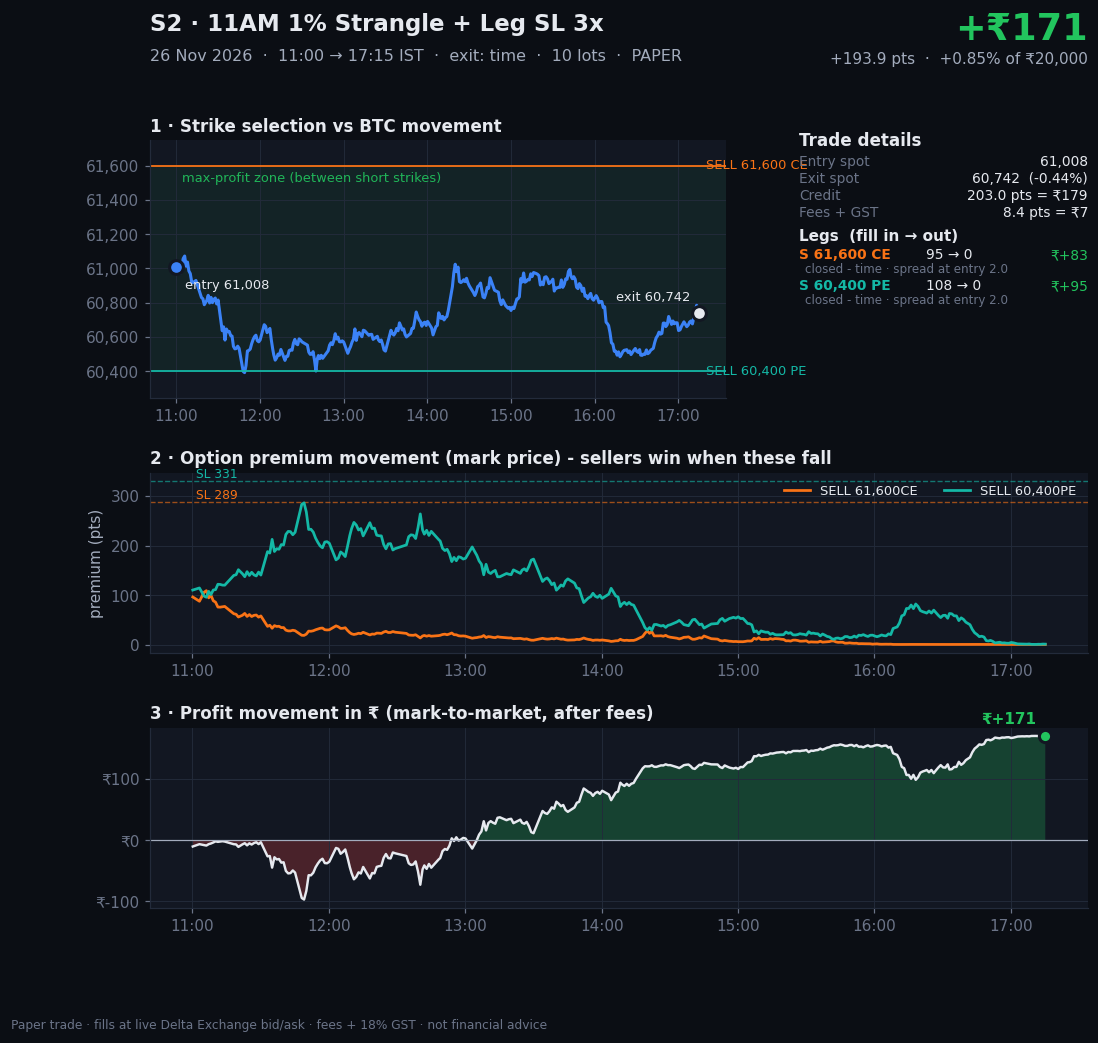 S2 · 11AM 1% Strangle + Leg SL 3x
+₹171
26 Nov 2026 · 11:00 → 17:15 IST · exit: time · 10 lots · PAPER
+193.9 pts · +0.85% of ₹20,000
1 · Strike selection vs BTC movement
61,600
61,400
61,200
61,000
60,800
60,600
60,400
SELL 61,600 CE
max-profit zone (between short strikes)
entry 61,008
exit 60,742
SELL 60,400 PE
11:00 12:00 13:00 14:00 15:00 16:00 17:00
Trade details
Entry spot 61,008
Exit spot 60,742 (-0.44%)
Credit 203.0 pts = ₹179
Fees + GST 8.4 pts = ₹7
Legs (fill in → out)
S 61,600 CE 95 → 0 ₹+83
closed - time · spread at entry 2.0
S 60,400 PE 108 → 0 ₹+95
closed - time · spread at entry 2.0
2 · Option premium movement (mark price) - sellers win when these fall
SL 331
SL 289
SELL 61,600CE SELL 60,400PE
premium (pts)
300
200
100
0
11:00 12:00 13:00 14:00 15:00 16:00 17:00
3 · Profit movement in ₹ (mark-to-market, after fees)
₹+171
₹100
₹0
₹-100
11:00 12:00 13:00 14:00 15:00 16:00 17:00
Paper trade · fills at live Delta Exchange bid/ask · fees + 18% GST · not financial advice